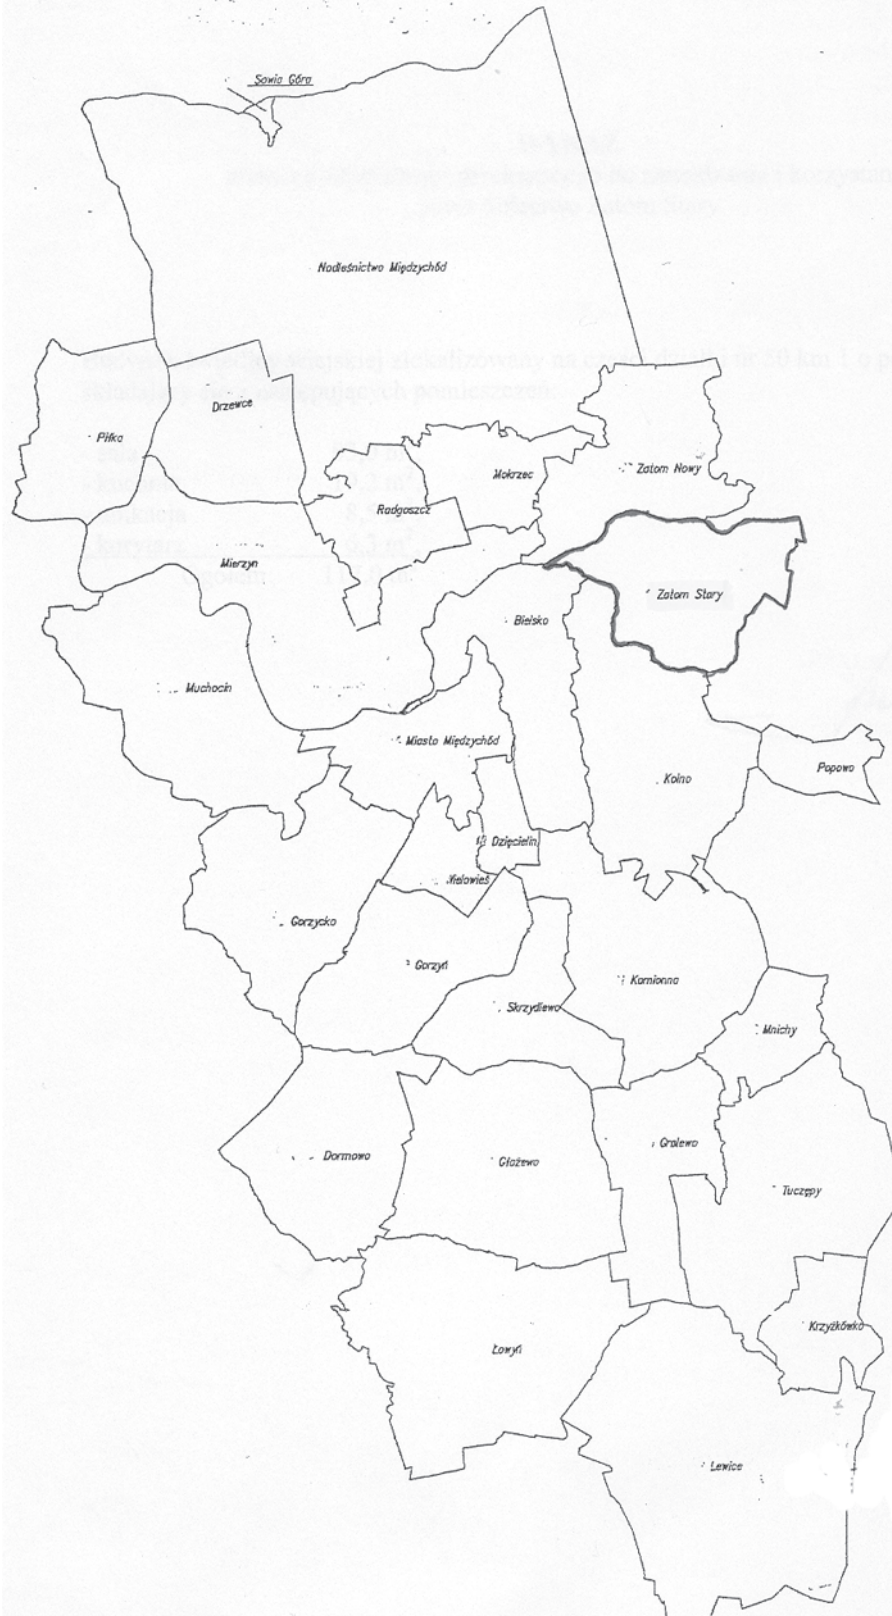 Sowia Góra
Nadleśnictwo Międzychód
Drzewce
Piłka
Mokrzec
Zatom Nowy
Radgoszcz
Mierzyn
Zatom Stary
Bielsko
Muchocin
Miasto Międzychód
Popowo
Kolno
Dzięcielin
Wielowieś
Gorzycko
Gorzyń
Kamionna
Skrzydlewo
Mnichy
Gralewo
Dormowo
Głażewo
Tuczępy
Krzyżkówko
Łowyń
Lewice